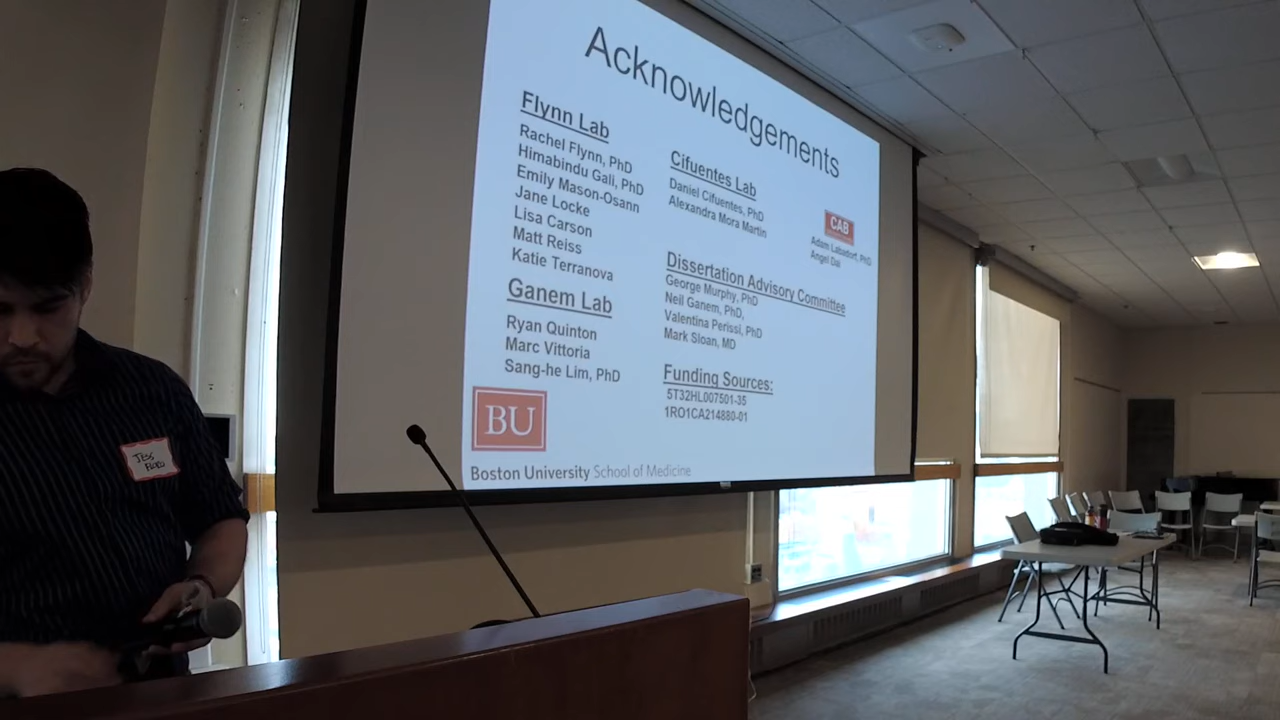 Acknowledgements
Flynn Lab
Rachel Flynn, PhD
Himabindu Gali, PhD
Emily Mason-Osann
Jane Locke
Lisa Carson
Matt Reiss
Katie Terranova
Ganem Lab
Ryan Quinton
Marc Vittoria
Sang-he Lim, PhD
BU
Boston University School of Medicine
Cifuentes Lab
Daniel Cifuentes, PhD
Alexandra Mora Martin
Dissertation Advisory Committee
George Murphy, PhD
Neil Ganem, PhD,
Valentina Perissi, PhD
Mark Sloan, MD
Funding Sources:
5T32HL007501-35
1RO1CA214880-01
CAB
Adam Labadorf, PhD
Angel Dai